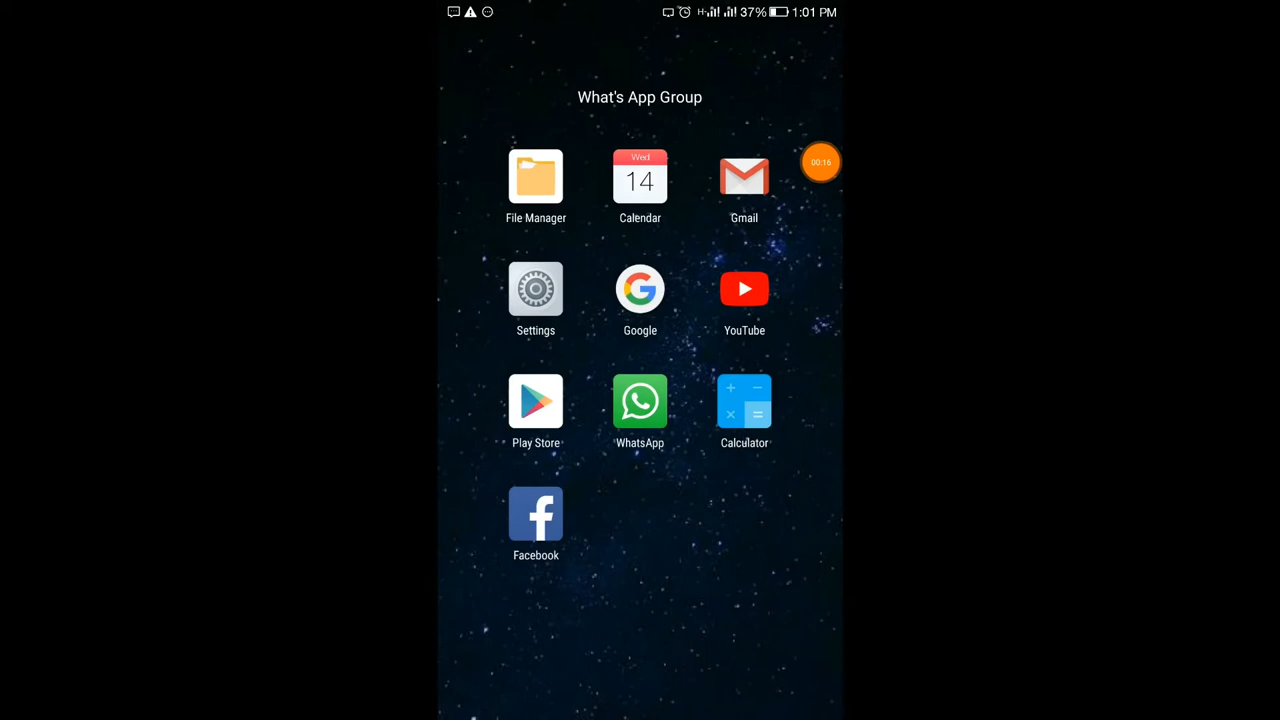 H 37% 1:01 PM
What's App Group
Wed
14
00:16
File Manager Calendar Gmail
Settings Google YouTube
Play Store WhatsApp Calculator
Facebook